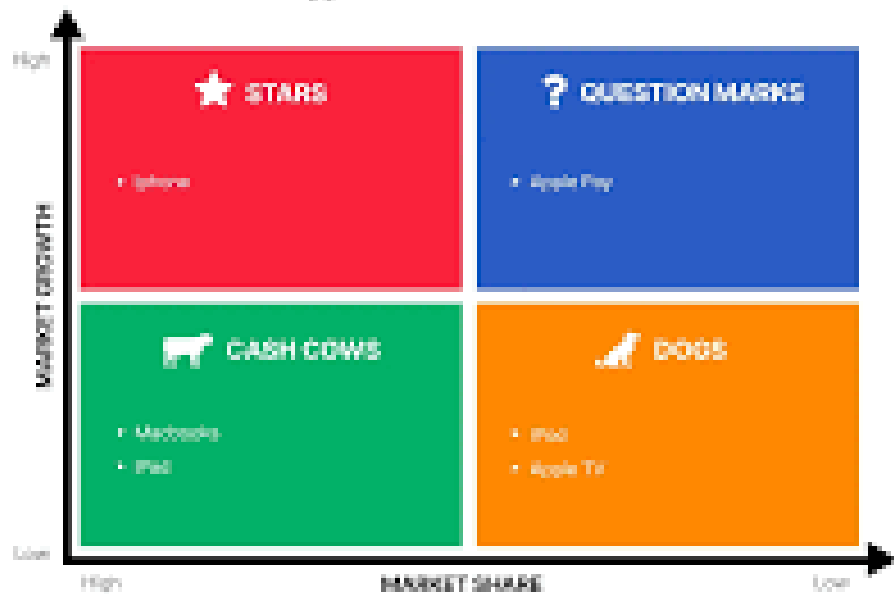 High
STARS
Iphone
? QUESTION MARKS
Apple Pay
MARKET GROWTH
CASH COWS
Macbooks
iPad
DOGS
iPod
Apple TV
Low
High
MARKET SHARE
Low